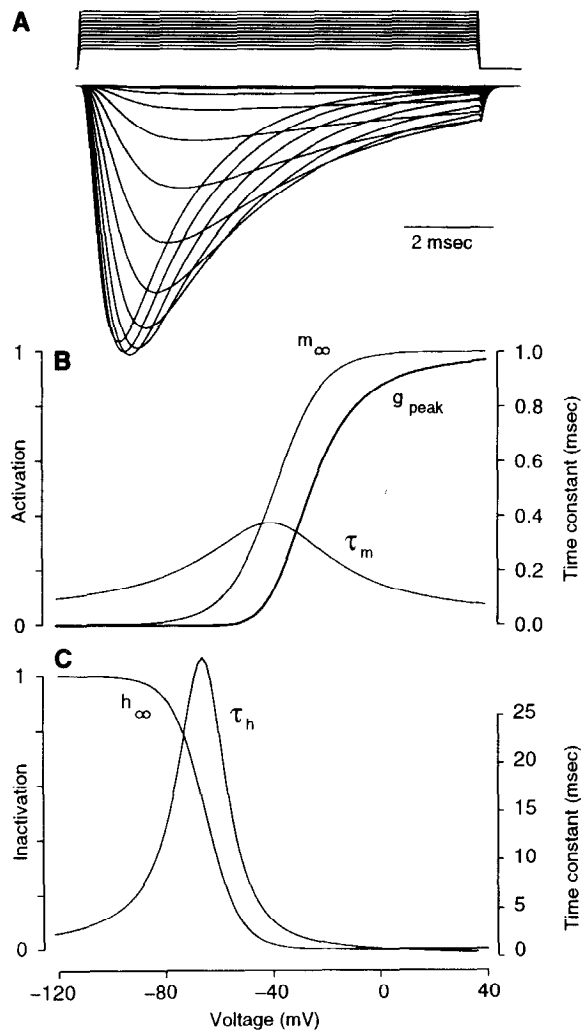 A
2 msec
B
1
Activation
0
m∞
g peak
τm
1.0
0.8
0.6
0.4
0.2
0.0
Time constant (msec)
C
1
Inactivation
0
h∞
τh
25
20
15
10
5
0
Time constant (msec)
−120 −80 −40 0 40
Voltage (mV)